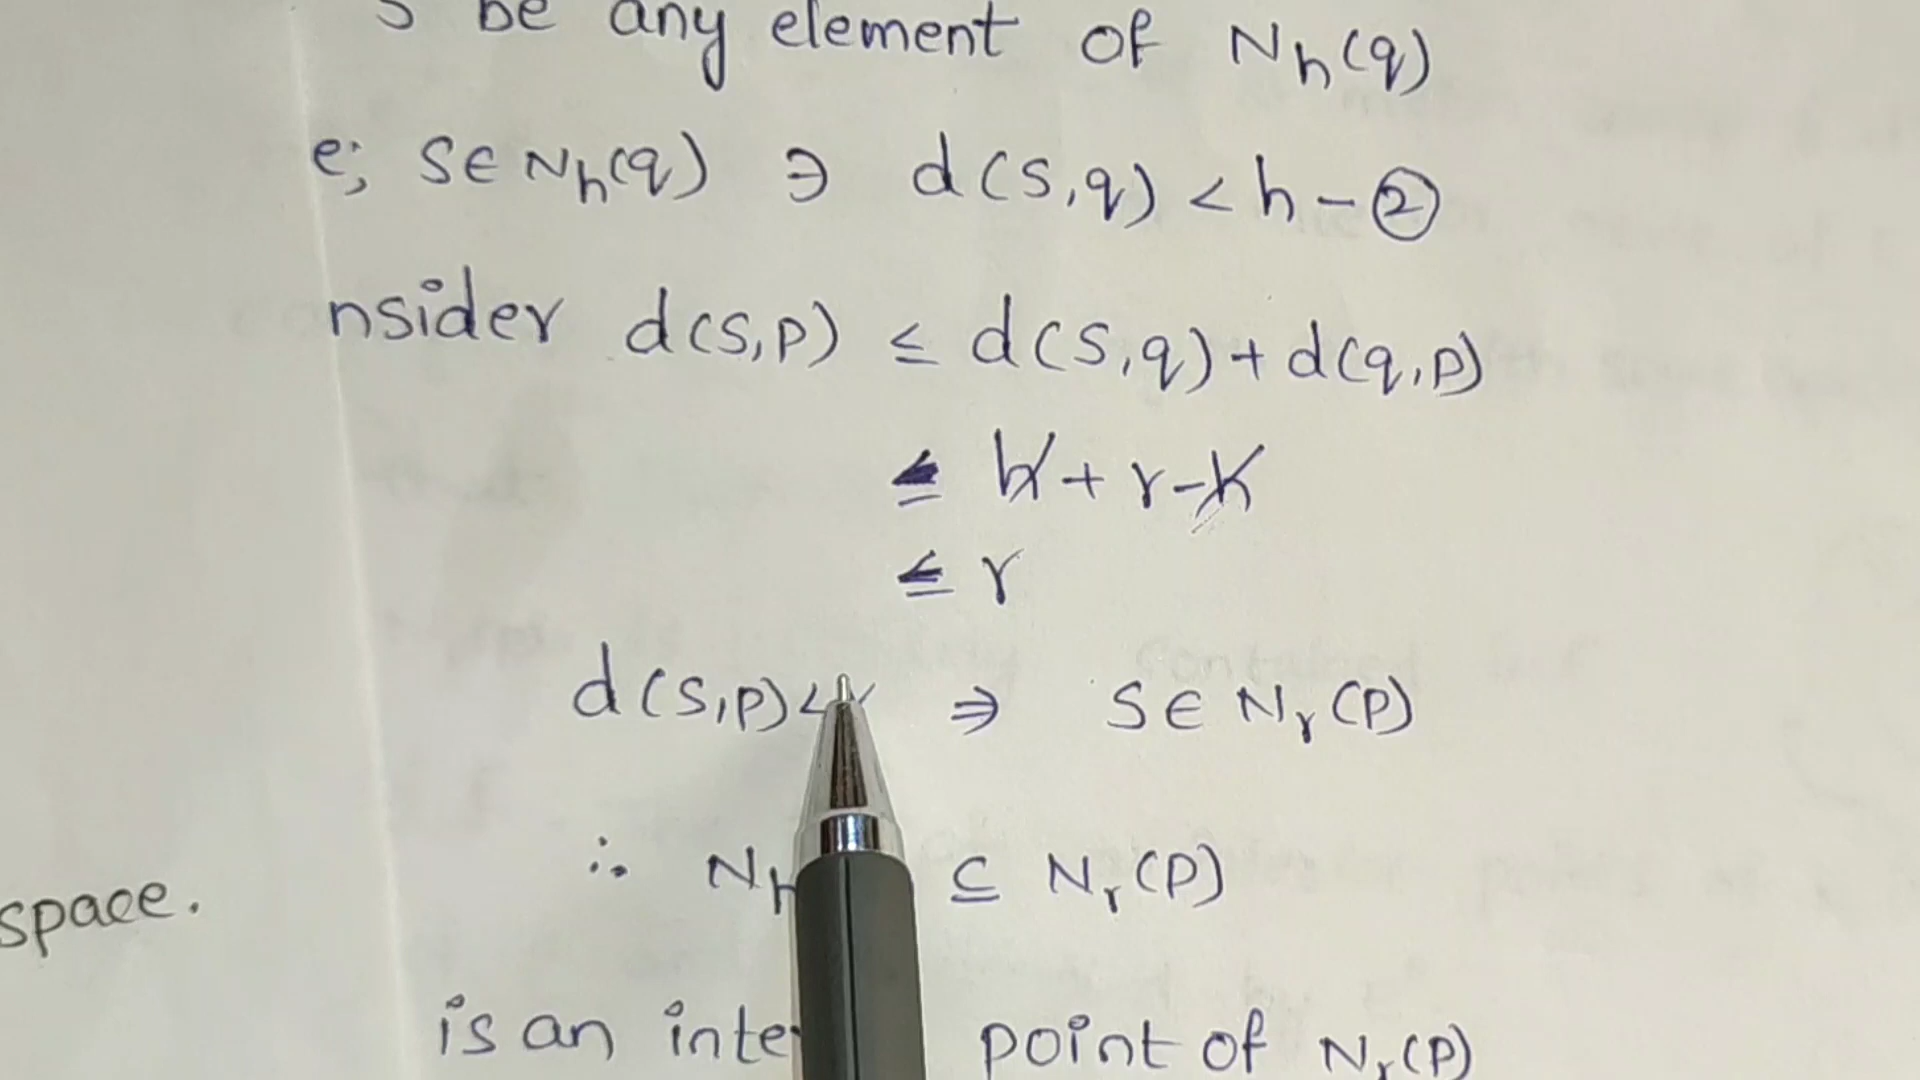 S be any element of Nh(q)
e; S∈Nh(q) ∋ d(S,q) < h - ②
nsider d(S,P) ≤ d(S,q) + d(q,P)
≤ h + r - h
≤ r
d(S,P) < r ⇒ S∈Nr(P)
∴ Nh ⊆ Nr(P)
space.
is an inte point of Nr(P)